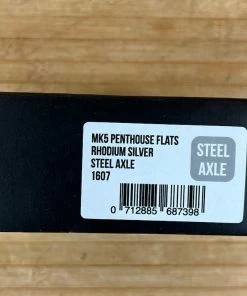 MK5 PENTHOUSE FLATS
RHODIUM SILVER
STEEL AXLE
1607
STEEL
AXLE
0 712885 687398